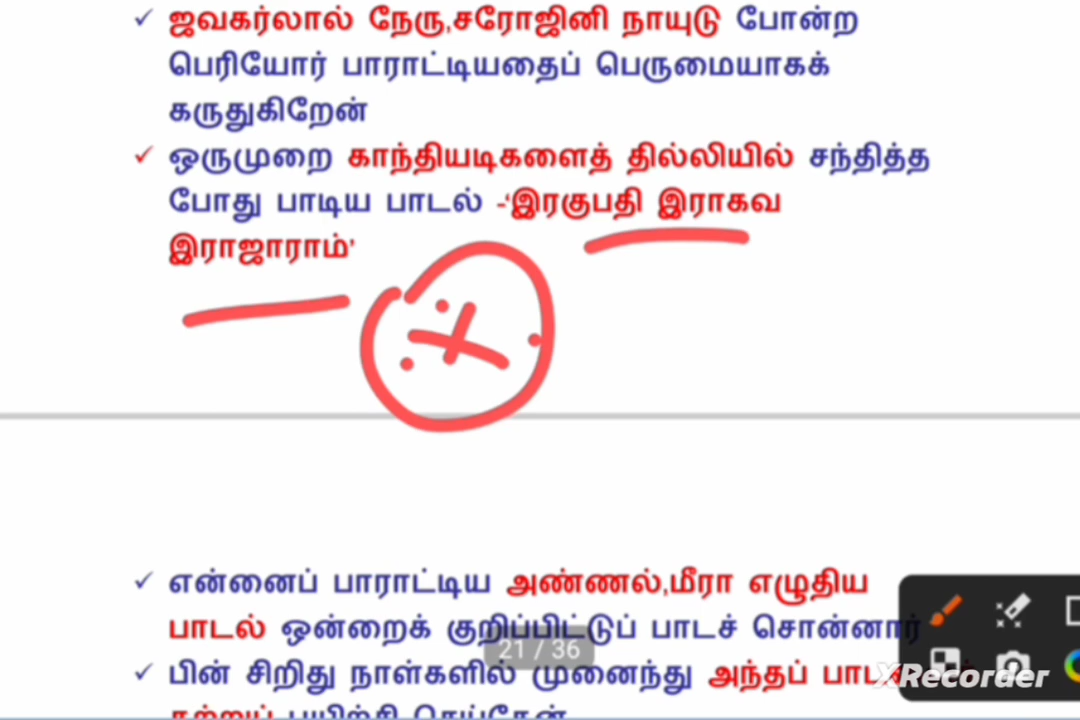 ✓ ஜவகர்லால் நேரு,சரோஜினி நாயுடு போன்ற
பெரியோர் பாராட்டியதைப் பெருமையாகக்
கருதுகிறேன்
✓ ஒருமுறை காந்தியடிகளைத் தில்லியில் சந்தித்த
போது பாடிய பாடல் -'இரகுபதி இராகவ
இராஜாராம்'
✓ என்னைப் பாராட்டிய அண்ணல்,மீரா எழுதிய
பாடல் ஒன்றைக் குறிப்பிட்டுப் பாடச் சொன்னார்
21 / 36
✓ பின் சிறிது நாள்களில் முனைந்து அந்தப்
XRecorder